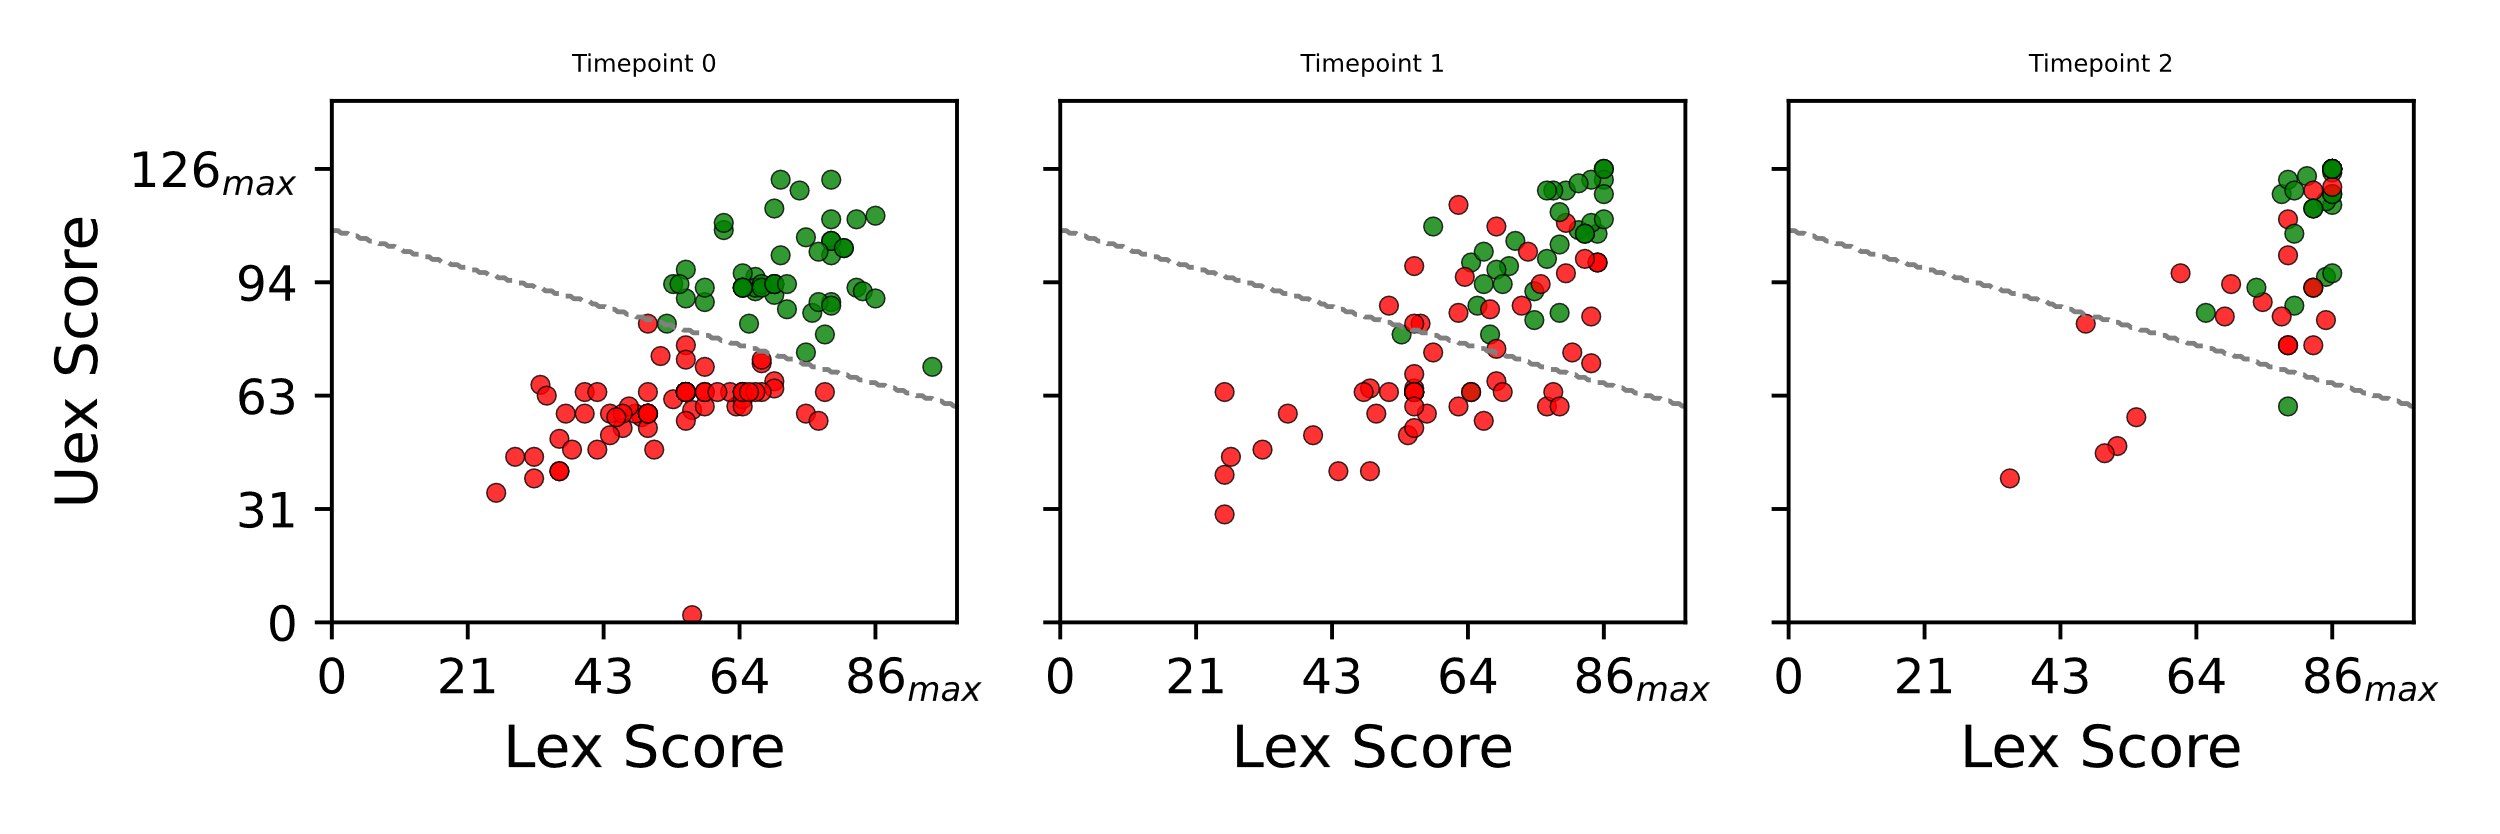 Timepoint 0 Timepoint 1 Timepoint 2
126max
94
63
31
0
Uex Score
0 21 43 64 86max 0 21 43 64 86max 0 21 43 64 86max
Lex Score Lex Score Lex Score